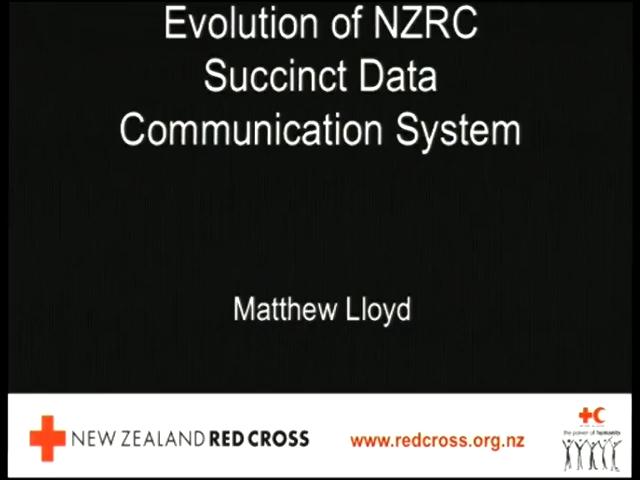 Evolution of NZRC
Succinct Data
Communication System
Matthew Lloyd
NEW ZEALAND RED CROSS
www.redcross.org.nz
the power of humanity